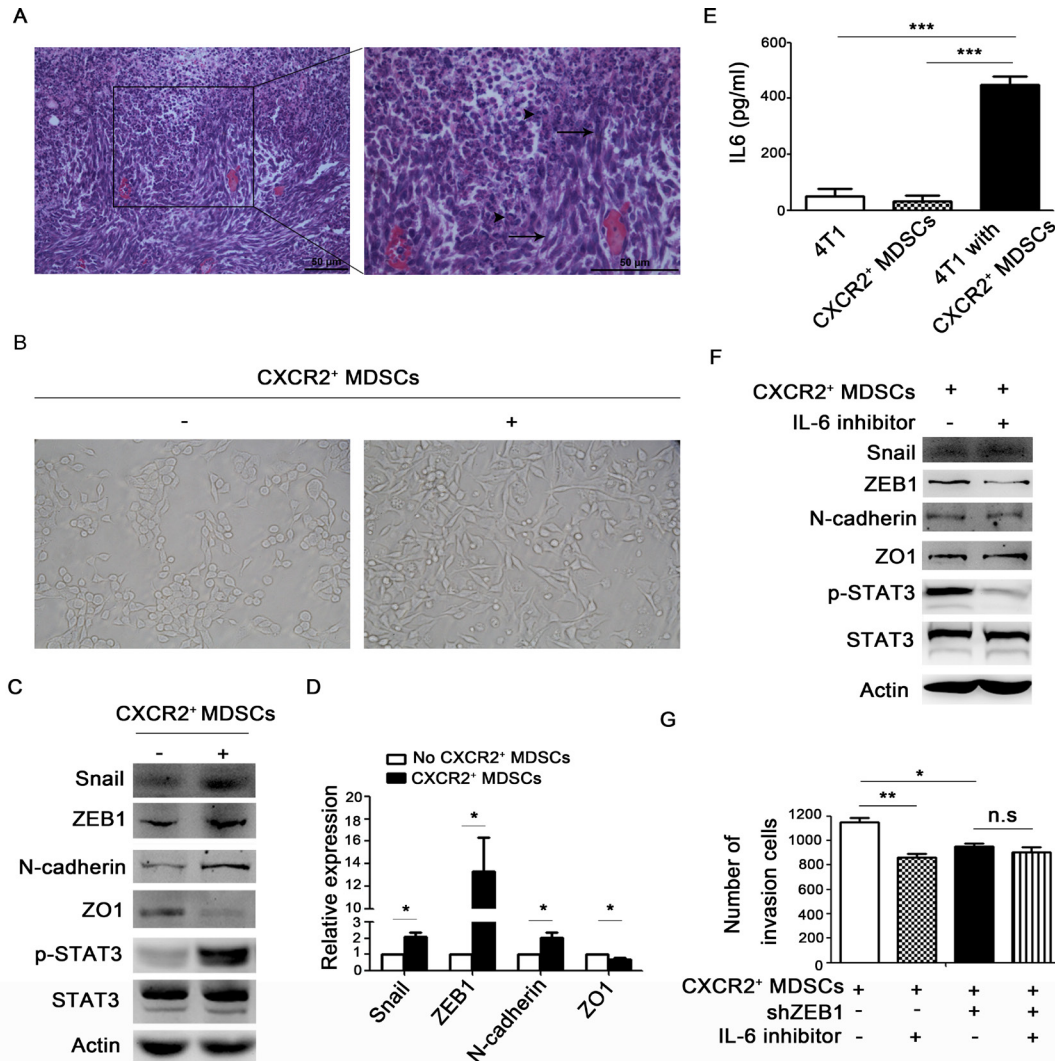 A
50 μm
50 μm
B
CXCR2⁺ MDSCs
- +
C
CXCR2⁺ MDSCs
- +
Snail
ZEB1
N-cadherin
ZO1
p-STAT3
STAT3
Actin
D
No CXCR2⁺ MDSCs
CXCR2⁺ MDSCs
Relative expression
20
18
16
14
12
10
4
3
2
1
0
* * * *
Snail
ZEB1
N-cadherin
ZO1
E
***
***
IL6 (pg/ml)
600
400
200
0
4T1
CXCR2⁺ MDSCs
4T1 with
CXCR2⁺ MDSCs
F
CXCR2⁺ MDSCs + +
IL-6 inhibitor - +
Snail
ZEB1
N-cadherin
ZO1
p-STAT3
STAT3
Actin
G
*
**
n.s
Number of
invasion cells
1200
1000
800
600
400
200
0
CXCR2⁺ MDSCs + + + +
shZEB1 - - + +
IL-6 inhibitor - + - +